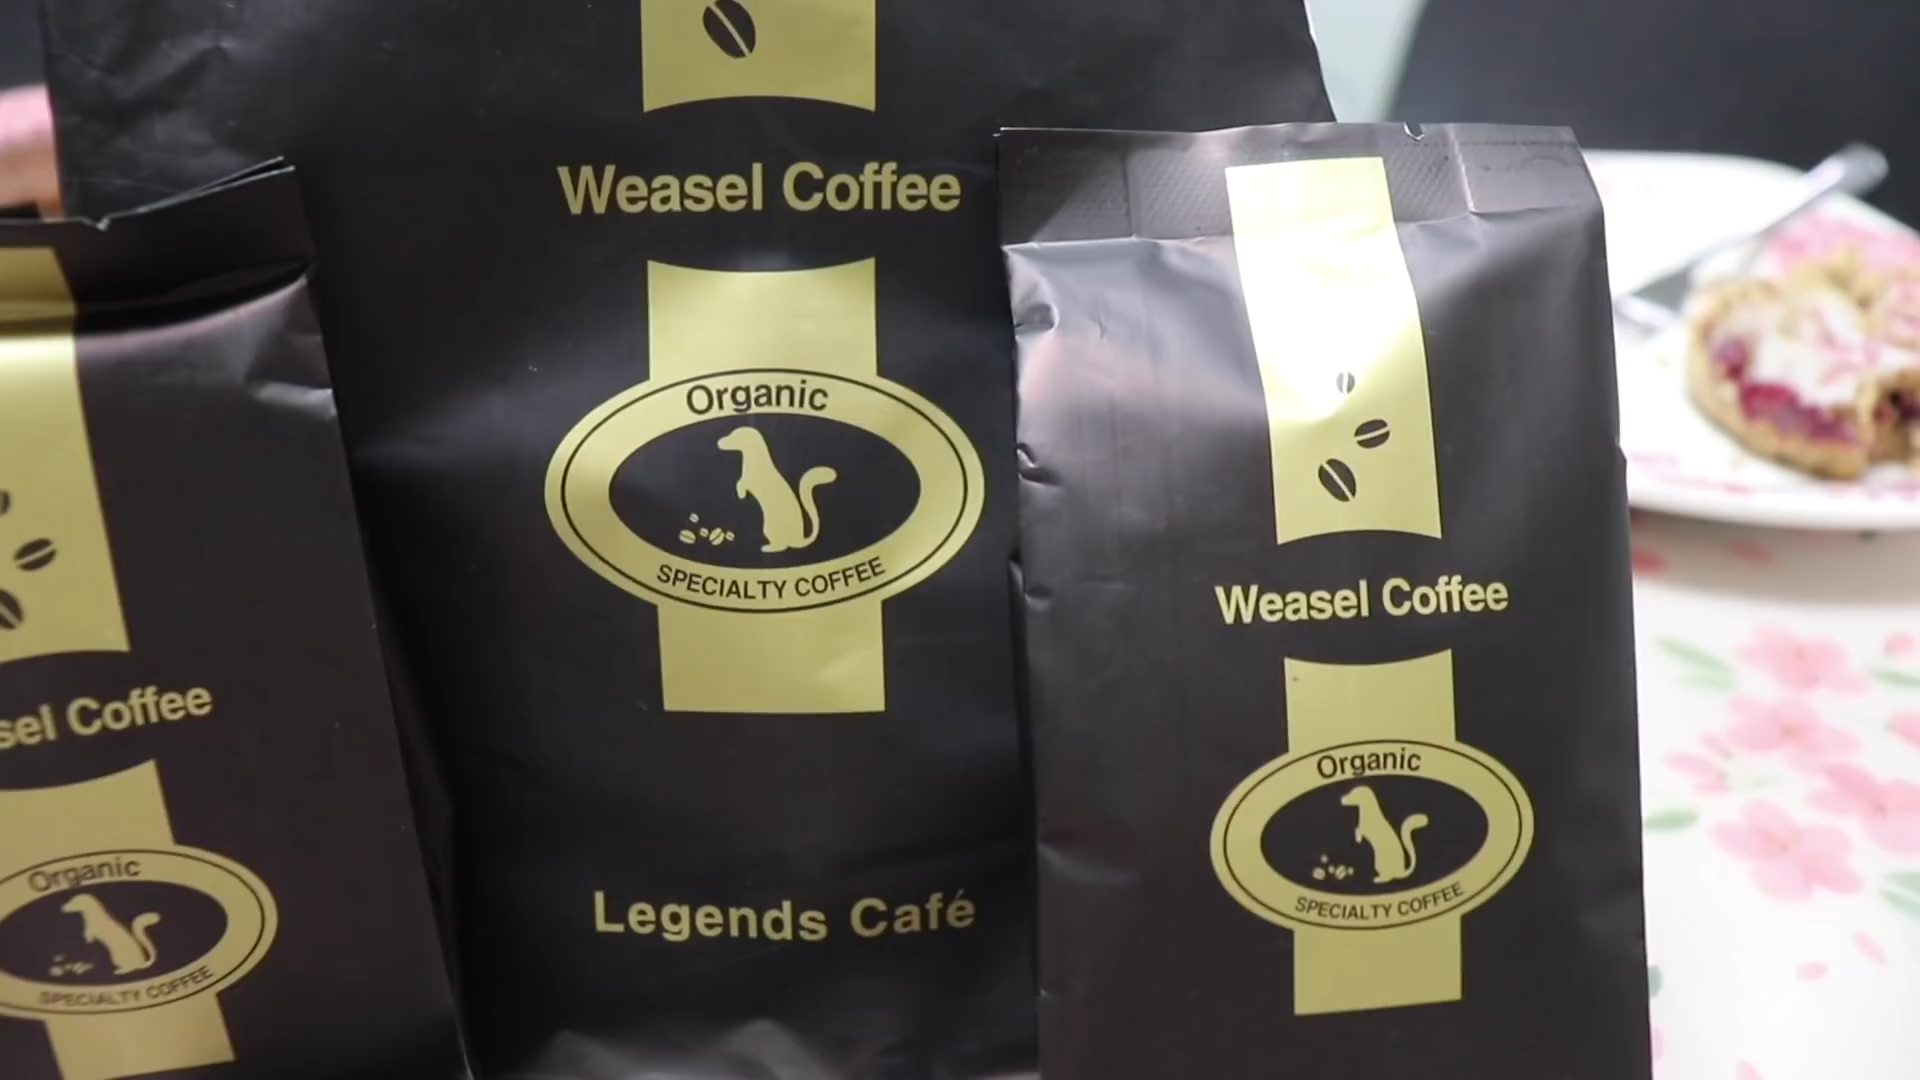 Weasel Coffee
Organic
SPECIALTY COFFEE
Legends Café
Weasel Coffee
Organic
SPECIALTY COFFEE
sel Coffee
Organic
SPECIALTY COFFEE